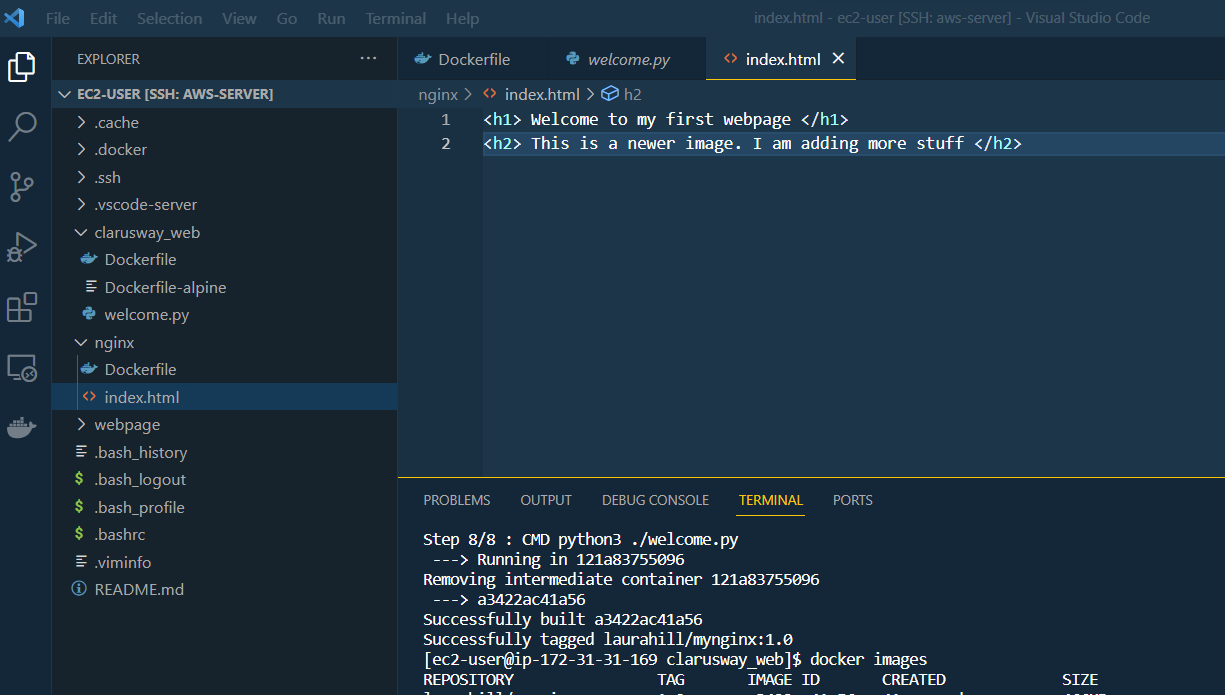 File Edit Selection View Go Run Terminal Help index.html - ec2-user [SSH: aws-server] - Visual Studio Code
EXPLORER ···
EC2-USER [SSH: AWS-SERVER]
.cache
.docker
.ssh
.vscode-server
clarusway_web
Dockerfile
Dockerfile-alpine
welcome.py
nginx
Dockerfile
index.html
webpage
.bash_history
$ .bash_logout
$ .bash_profile
$ .bashrc
.viminfo
README.md
Dockerfile welcome.py <> index.html
nginx > <> index.html > h2
1 <h1> Welcome to my first webpage </h1>
2 <h2> This is a newer image. I am adding more stuff </h2>
PROBLEMS OUTPUT DEBUG CONSOLE TERMINAL PORTS
Step 8/8 : CMD python3 ./welcome.py
---> Running in 121a83755096
Removing intermediate container 121a83755096
---> a3422ac41a56
Successfully built a3422ac41a56
Successfully tagged laurahill/mynginx:1.0
[ec2-user@ip-172-31-31-169 clarusway_web]$ docker images
REPOSITORY TAG IMAGE ID CREATED SIZE